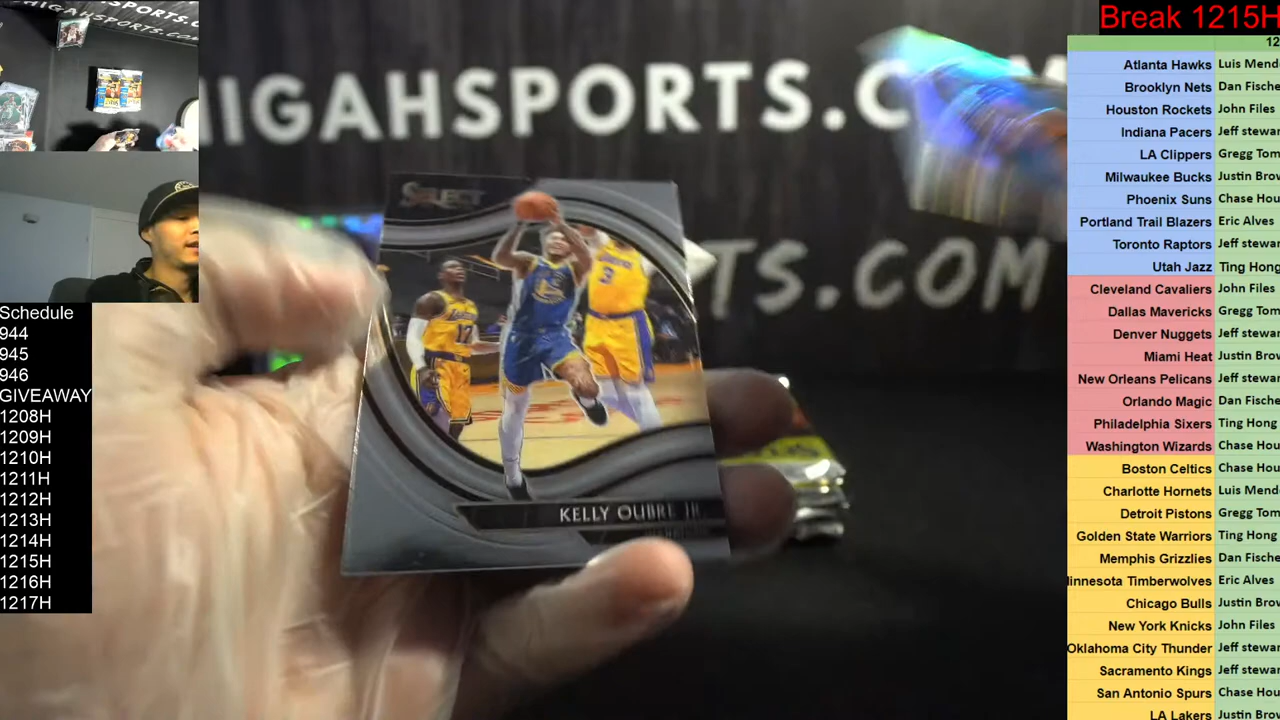 Break 1215H
HIGAHSPORTS.C
TS.COM
SELECT
KELLY OUBRE JR
3
Schedule
944
945
946
GIVEAWAY
1208H
1209H
1210H
1211H
1212H
1213H
1214H
1215H
1216H
1217H
12
Atlanta Hawks Luis Mend
Brooklyn Nets Dan Fische
Houston Rockets John Files
Indiana Pacers Jeff stewar
LA Clippers Gregg Tom
Milwaukee Bucks Justin Brov
Phoenix Suns Chase Hou
Portland Trail Blazers Eric Alves
Toronto Raptors Jeff stewar
Utah Jazz Ting Hong
Cleveland Cavaliers John Files
Dallas Mavericks Gregg Tom
Denver Nuggets Jeff stewar
Miami Heat Justin Brov
New Orleans Pelicans Jeff stewar
Orlando Magic Dan Fische
Philadelphia Sixers Ting Hong
Washington Wizards Chase Hou
Boston Celtics Chase Hou
Charlotte Hornets Luis Mend
Detroit Pistons Gregg Tom
Golden State Warriors Ting Hong
Memphis Grizzlies Dan Fische
linnesota Timberwolves Eric Alves
Chicago Bulls Justin Brov
New York Knicks John Files
Oklahoma City Thunder Jeff stewar
Sacramento Kings Jeff stewar
San Antonio Spurs Chase Hou
LA Lakers Justin Brov